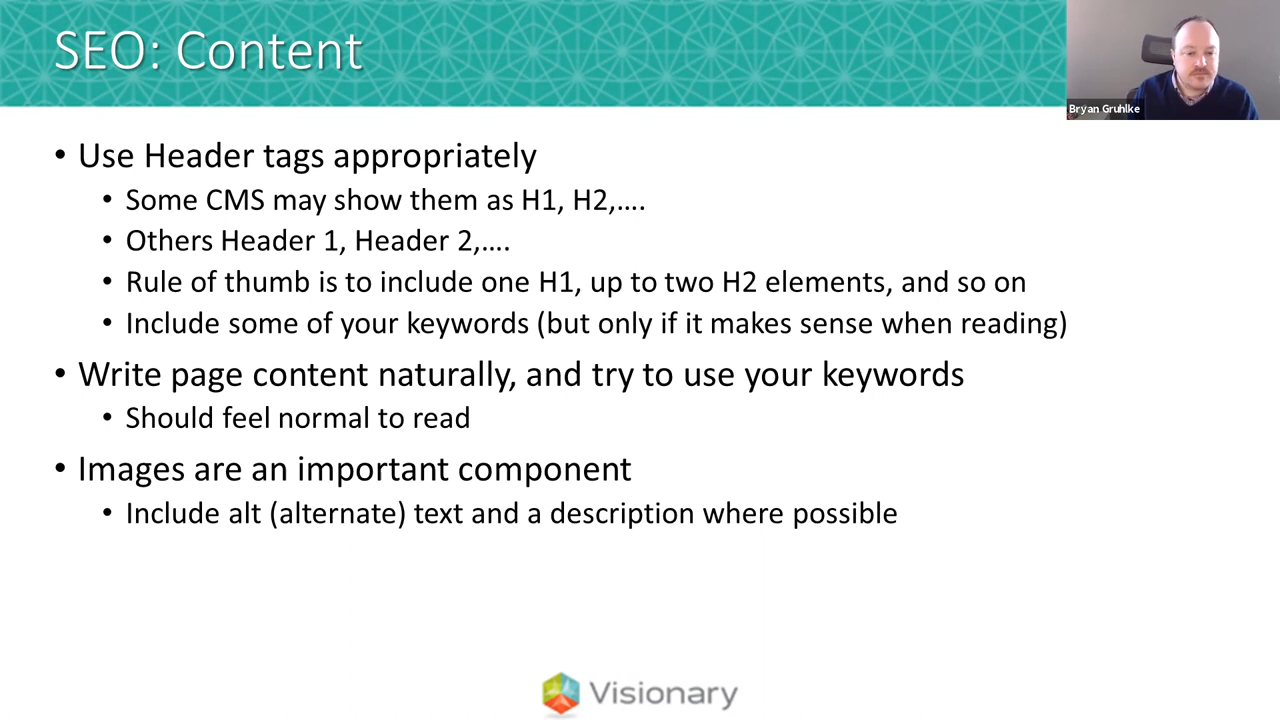 SEO: Content
Bryan Gruhlke
• Use Header tags appropriately
• Some CMS may show them as H1, H2,….
• Others Header 1, Header 2,….
• Rule of thumb is to include one H1, up to two H2 elements, and so on
• Include some of your keywords (but only if it makes sense when reading)
• Write page content naturally, and try to use your keywords
• Should feel normal to read
• Images are an important component
• Include alt (alternate) text and a description where possible
Visionary